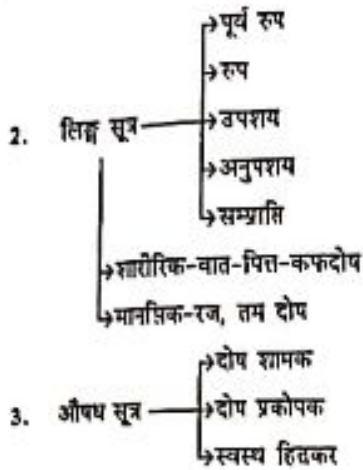 पूर्व रुप
रुप
2. लिङ्ग सूत्र
उपशय
अनुपशय
सम्प्राप्ति
शारीरिक-वात-पित्त-कफदोष
मानसिक-रज, तम दोष
दोष शामक
3. औषध सूत्र
दोष प्रकोपक
स्वस्थ हितकर